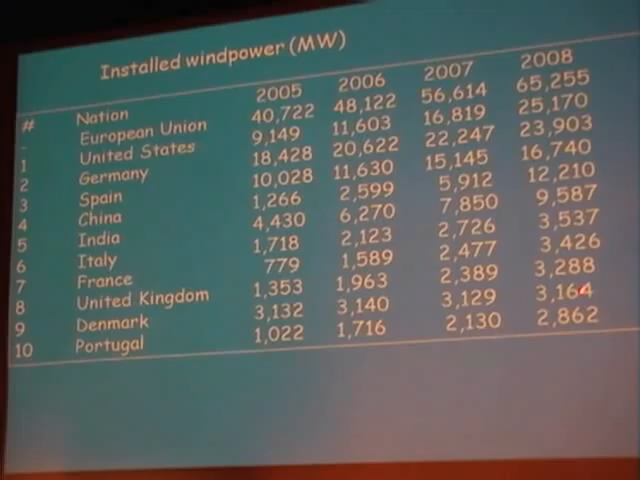 Installed windpower (MW)
# Nation 2005 2006 2007 2008
- European Union 40,722 48,122 56,614 65,255
1 United States 9,149 11,603 16,819 25,170
2 Germany 18,428 20,622 22,247 23,903
3 Spain 10,028 11,630 15,145 16,740
4 China 1,266 2,599 5,912 12,210
5 India 4,430 6,270 7,850 9,587
6 Italy 1,718 2,123 2,726 3,537
7 France 779 1,589 2,477 3,426
8 United Kingdom 1,353 1,963 2,389 3,288
9 Denmark 3,132 3,140 3,129 3,164
10 Portugal 1,022 1,716 2,130 2,862